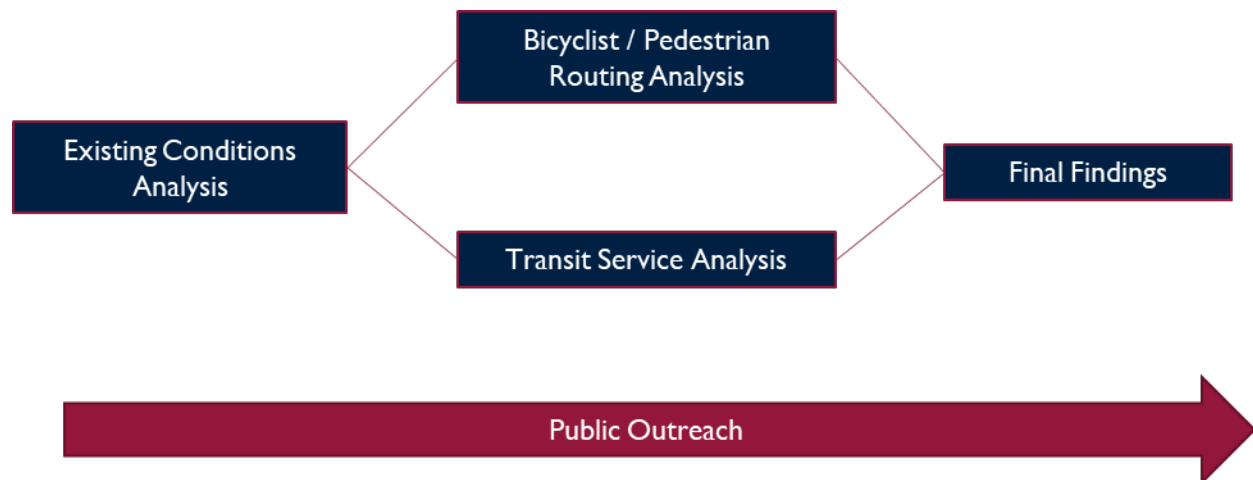 Bicyclist / Pedestrian
Routing Analysis
Existing Conditions
Analysis
Final Findings
Transit Service Analysis
Public Outreach